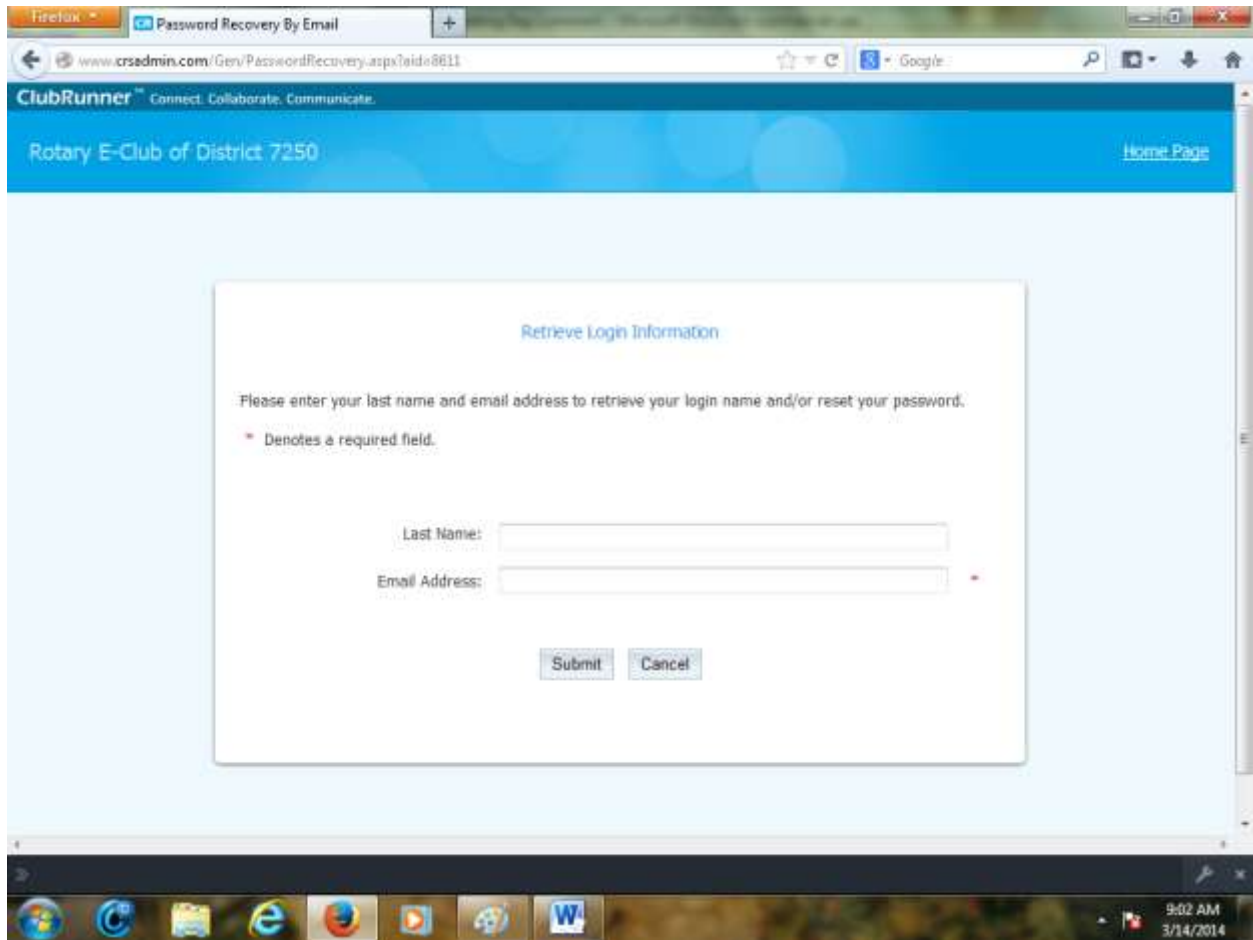 Firefox
Password Recovery By Email
www.crsadmin.com/Gen/PasswordRecovery.aspx?aid=8611
Google
ClubRunner™ Connect. Collaborate. Communicate.
Rotary E-Club of District 7250
Home Page
Retrieve Login Information
Please enter your last name and email address to retrieve your login name and/or reset your password.
* Denotes a required field.
Last Name:
Email Address: *
Submit Cancel
9:02 AM
3/14/2014